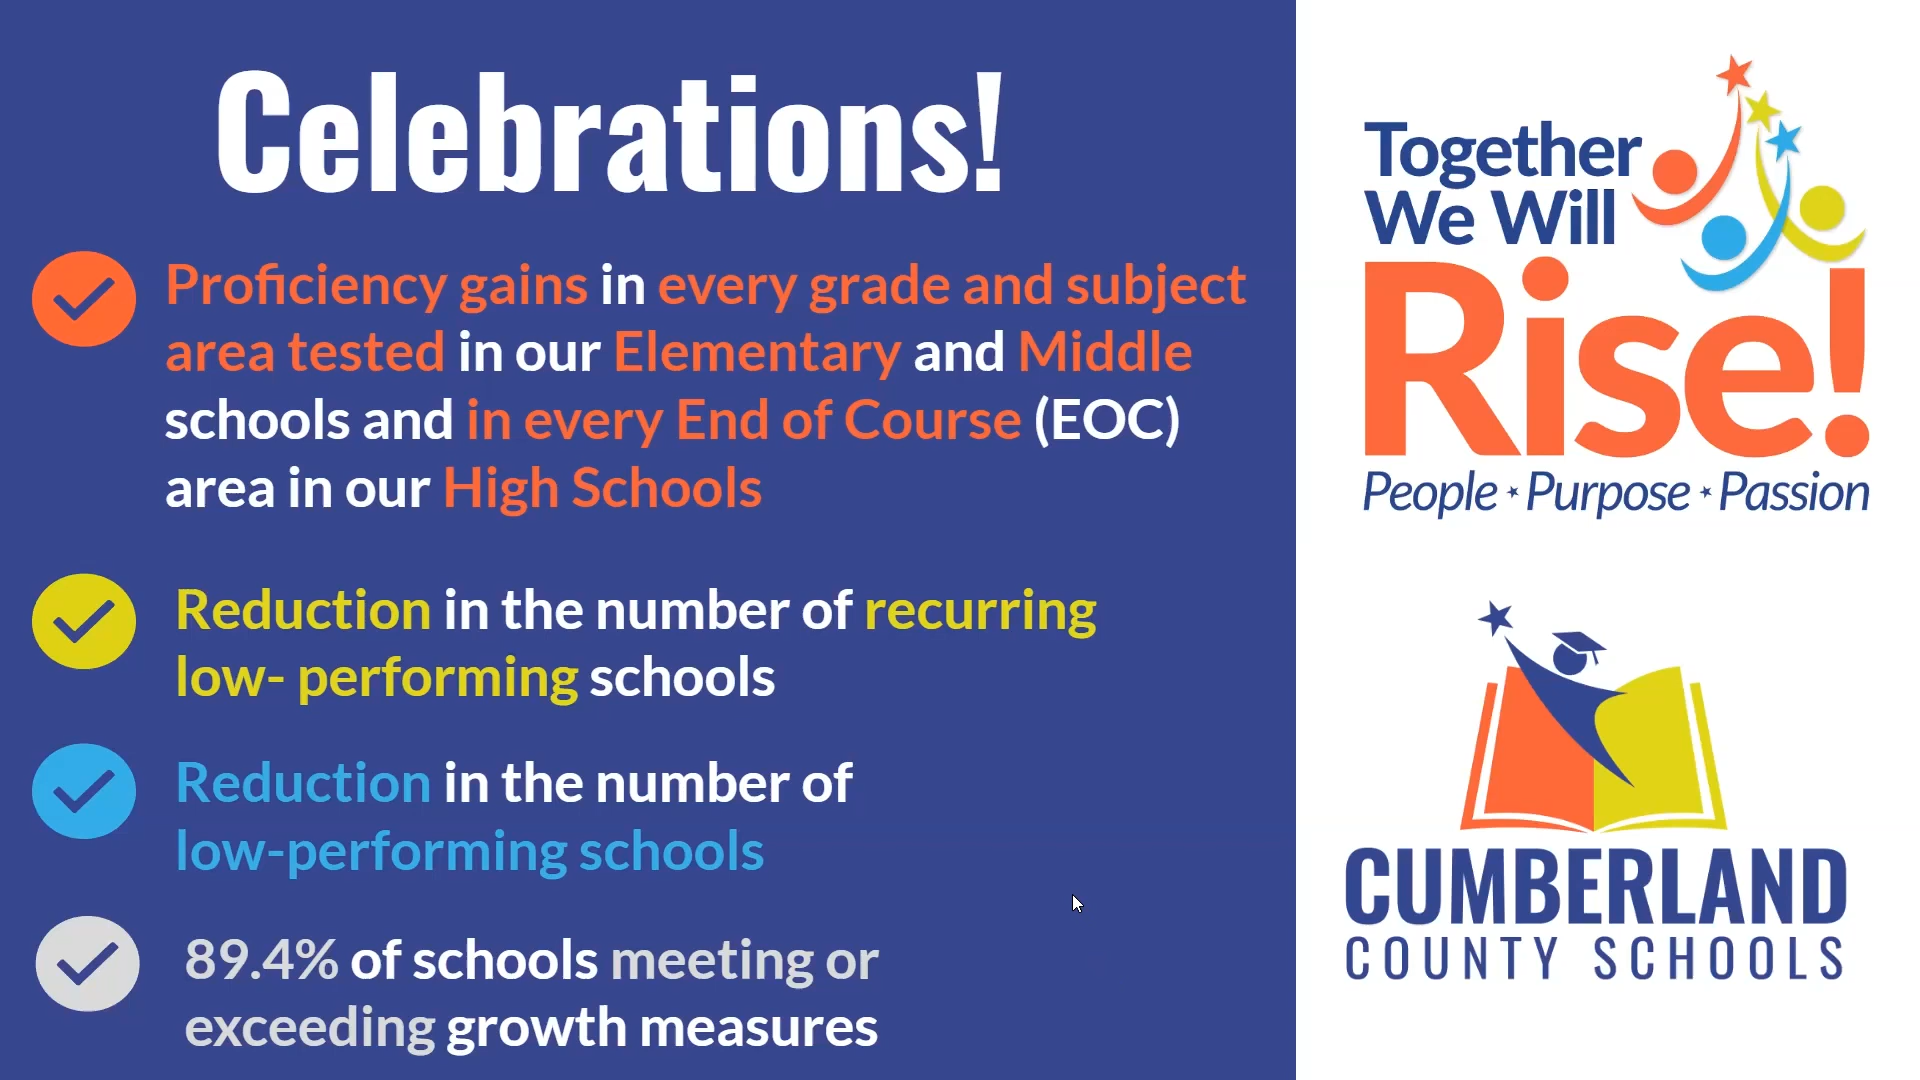 Celebrations!
Proficiency gains in every grade and subject
area tested in our Elementary and Middle
schools and in every End of Course (EOC)
area in our High Schools
Reduction in the number of recurring
low- performing schools
Reduction in the number of
low-performing schools
89.4% of schools meeting or
exceeding growth measures
Together
We Will
Rise!
People ⋆ Purpose ⋆ Passion
CUMBERLAND
COUNTY SCHOOLS